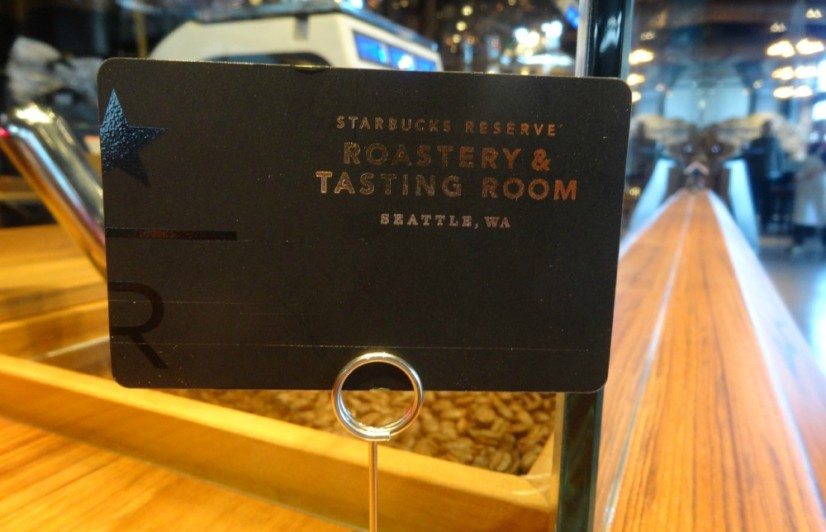 STARBUCKS RESERVE
ROASTERY &
TASTING ROOM
SEATTLE, WA
R